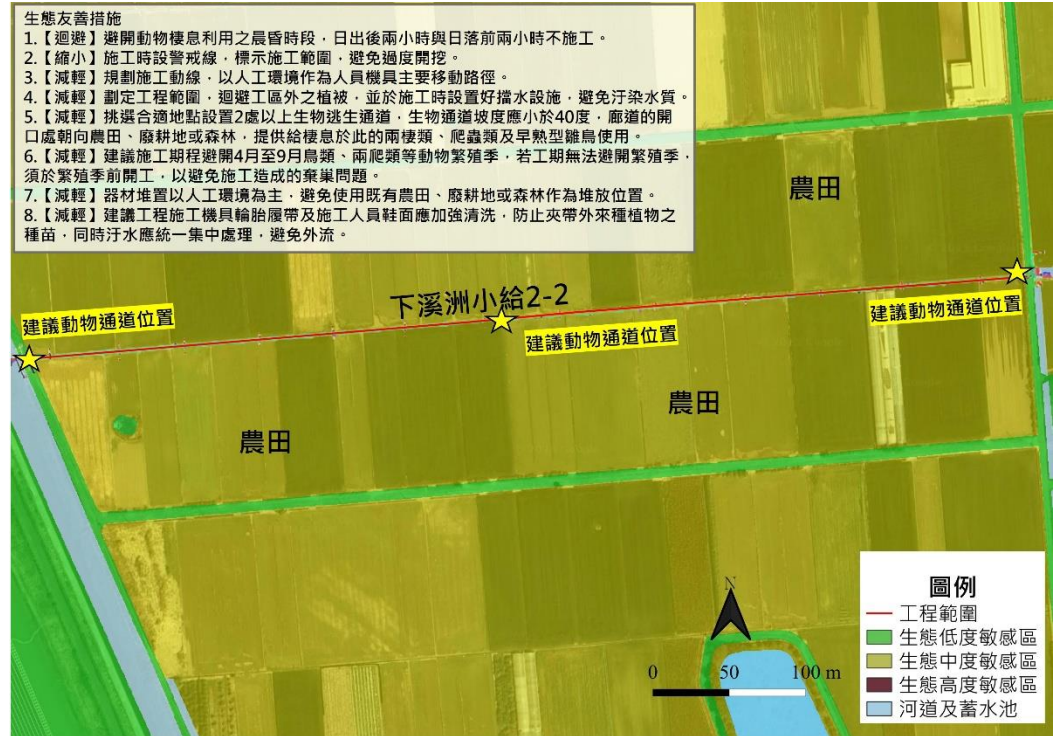 生態友善措施
1.【迴避】避開動物棲息利用之晨昏時段，日出後兩小時與日落前兩小時不施工。
2.【縮小】施工時設警戒線，標示施工範圍，避免過度開挖。
3.【減輕】規劃施工動線，以人工環境作為人員機具主要移動路徑。
4.【減輕】劃定工程範圍，迴避工區外之植被，並於施工時設置好擋水設施，避免汙染水質。
5.【減輕】挑選合適地點設置2處以上生物逃生通道，生物通道坡度應小於40度，廊道的開
口處朝向農田、廢耕地或森林，提供給棲息於此的兩棲類、爬蟲類及早熟型雛鳥使用。
6.【減輕】建議施工期程避開4月至9月鳥類、兩爬類等動物繁殖季，若工期無法避開繁殖季，
須於繁殖季前開工，以避免施工造成的棄巢問題。
7.【減輕】器材堆置以人工環境為主，避免使用既有農田、廢耕地或森林作為堆放位置。
8.【減輕】建議工程施工機具輪胎履帶及施工人員鞋面應加強清洗，防止夾帶外來種植物之
種苗，同時汙水應統一集中處理，避免外流。
農田
下溪洲小給2-2
建議動物通道位置
建議動物通道位置
建議動物通道位置
農田
農田
N
0 50 100 m
圖例
工程範圍
生態低度敏感區
生態中度敏感區
生態高度敏感區
河道及蓄水池